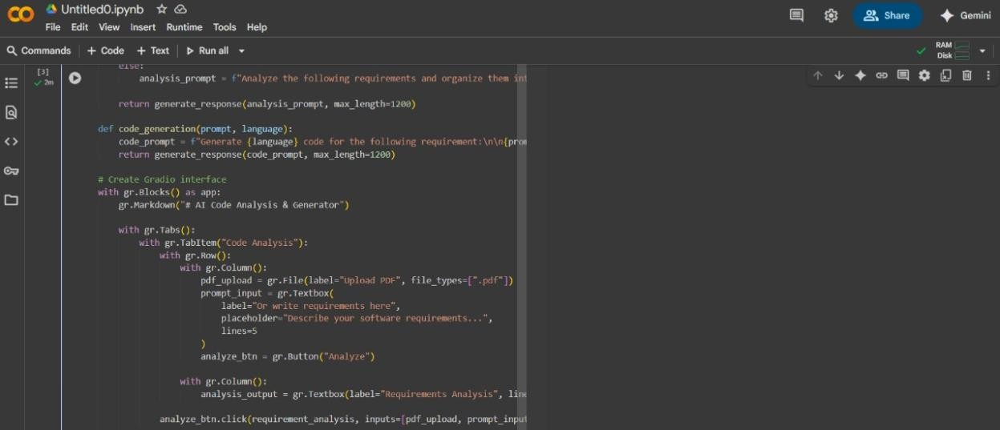 Untitled0.ipynb
File Edit View Insert Runtime Tools Help
Share
Gemini
Commands + Code + Text Run all
RAM
Disk
[3]
2m
else:
analysis_prompt = f"Analyze the following requirements and organize them int
return generate_response(analysis_prompt, max_length=1200)
def code_generation(prompt, language):
code_prompt = f"Generate {language} code for the following requirement:\n\n{prom
return generate_response(code_prompt, max_length=1200)
# Create Gradio interface
with gr.Blocks() as app:
gr.Markdown("# AI Code Analysis & Generator")
with gr.Tabs():
with gr.TabItem("Code Analysis"):
with gr.Row():
with gr.Column():
pdf_upload = gr.File(label="Upload PDF", file_types=[".pdf"])
prompt_input = gr.Textbox(
label="Or write requirements here",
placeholder="Describe your software requirements...",
lines=5
)
analyze_btn = gr.Button("Analyze")
with gr.Column():
analysis_output = gr.Textbox(label="Requirements Analysis", line
analyze_btn.click(requirement_analysis, inputs=[pdf_upload, prompt_input